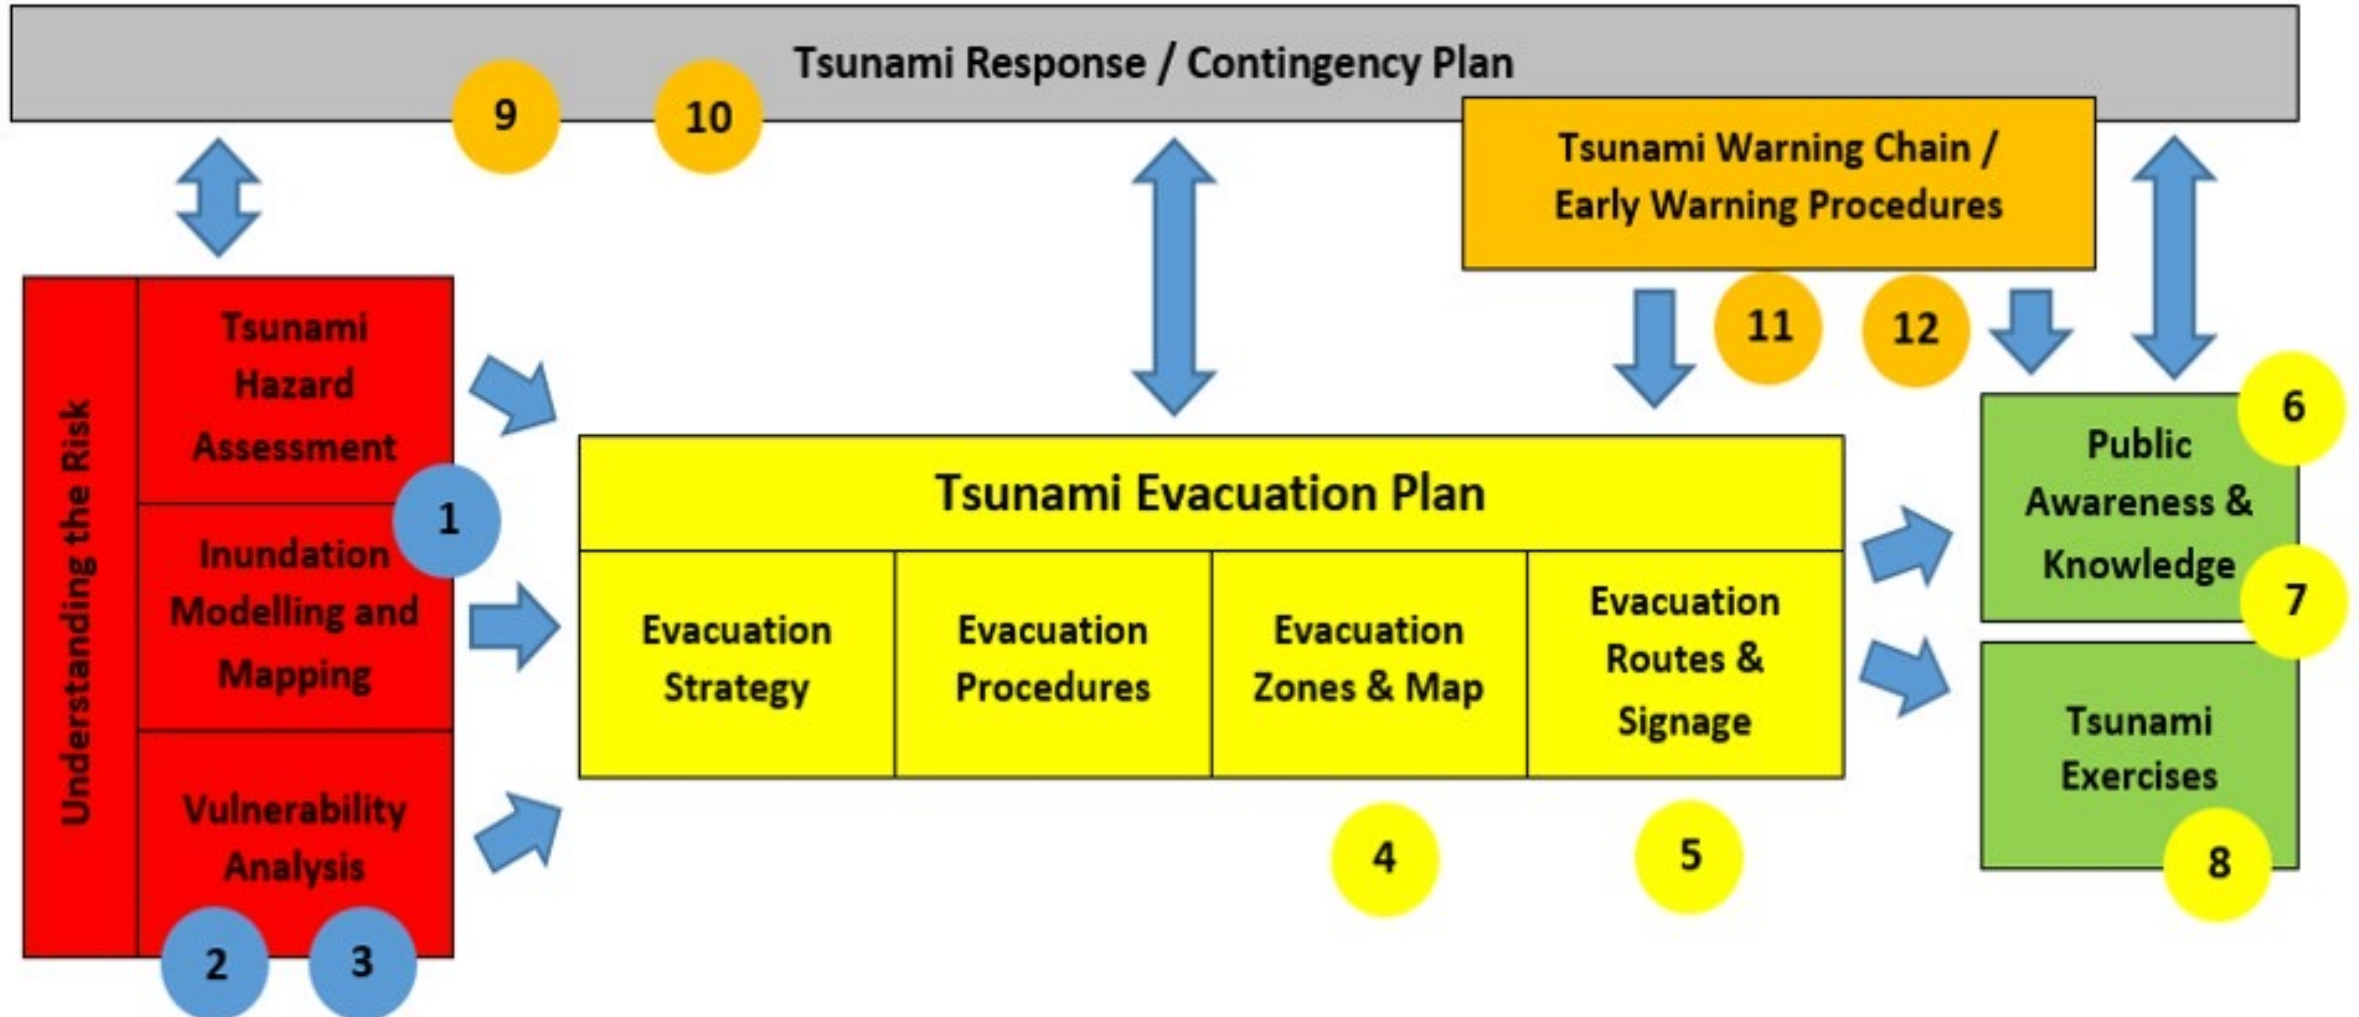 Tsunami Response / Contingency Plan
9
10
Tsunami Warning Chain /
Early Warning Procedures
11
12
Understanding the Risk
Tsunami
Hazard
Assessment
1
Inundation
Modelling and
Mapping
Vulnerability
Analysis
2
3
Tsunami Evacuation Plan
Evacuation
Strategy
Evacuation
Procedures
Evacuation
Zones & Map
Evacuation
Routes &
Signage
4
5
6
Public
Awareness &
Knowledge
7
Tsunami
Exercises
8